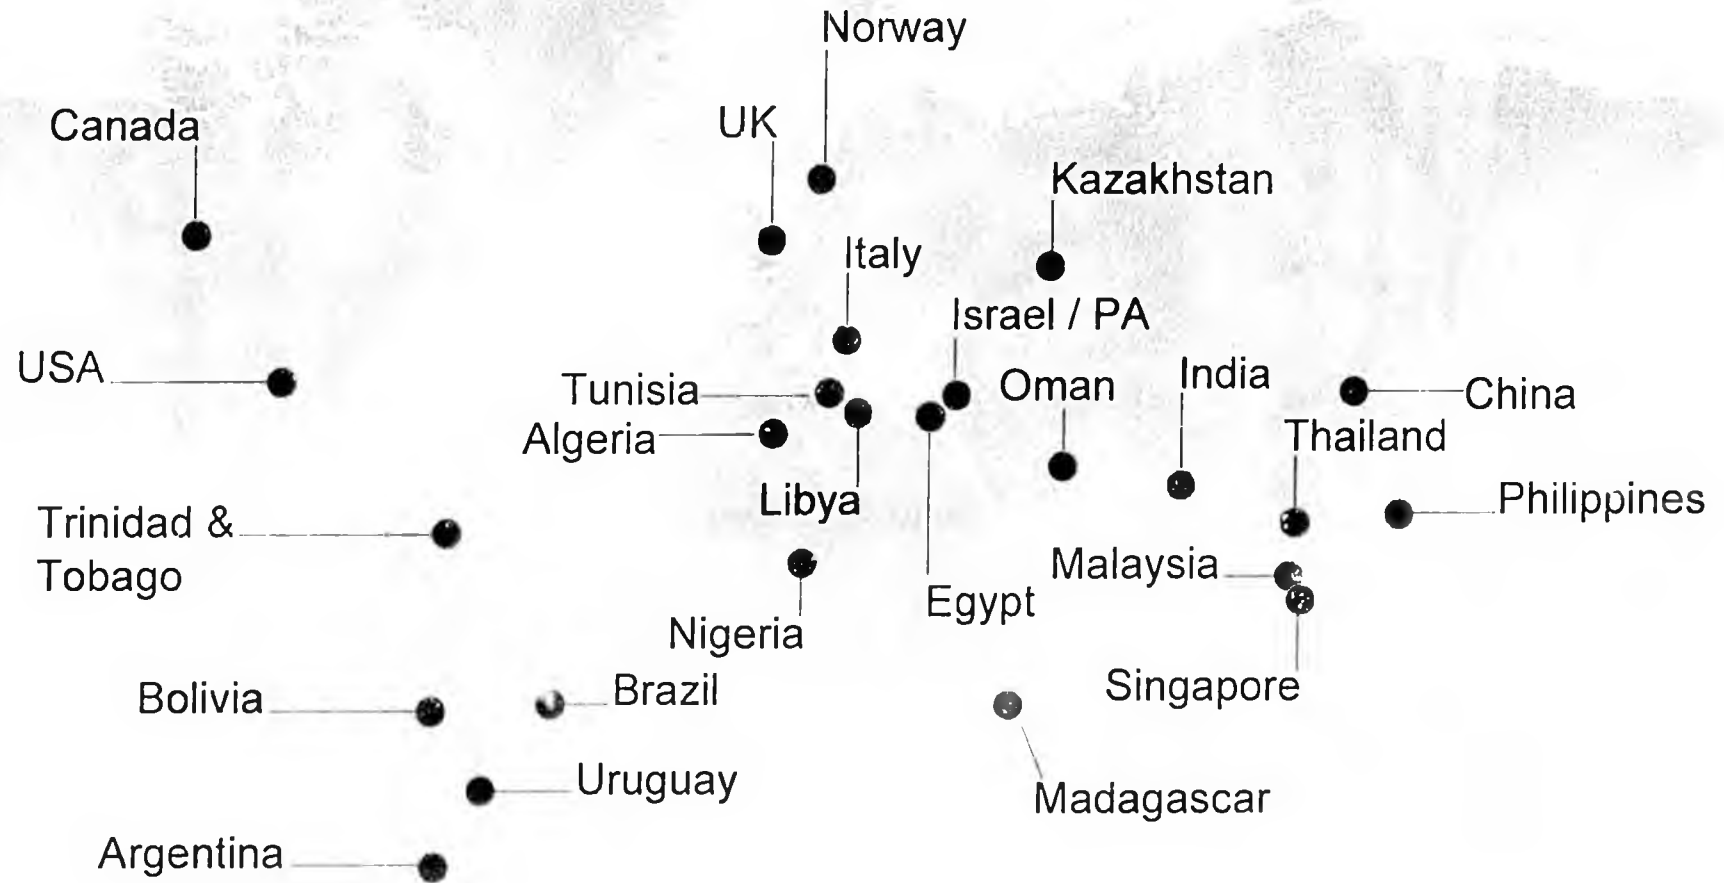 Norway
Canada
UK
Kazakhstan
Italy
Israel / PA
USA
Tunisia
Oman
India
China
Algeria
Thailand
Libya
Philippines
Trinidad &
Tobago
Malaysia
Egypt
Nigeria
Singapore
Bolivia
Brazil
Uruguay
Madagascar
Argentina